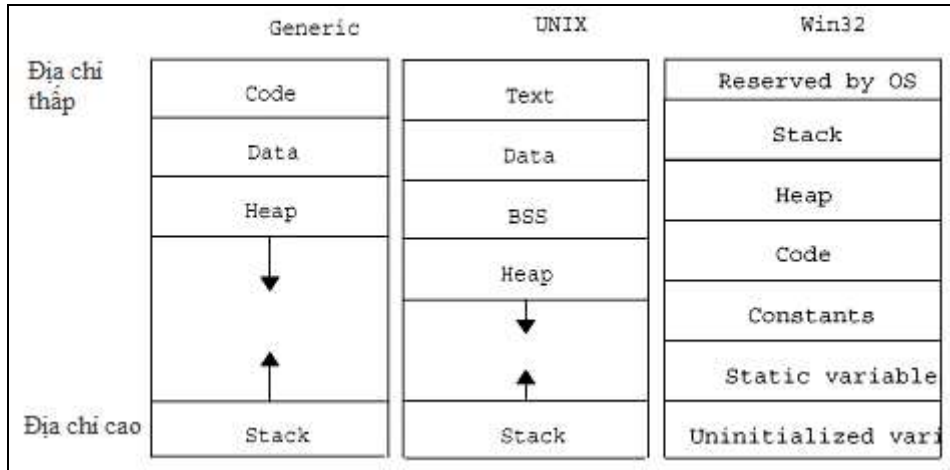 Generic
UNIX
Win32
Địa chỉ
thấp
Code
Data
Heap
Stack
Text
Data
BSS
Heap
Stack
Reserved by OS
Stack
Heap
Code
Constants
Static variable
Uninitialized vari
Địa chỉ cao